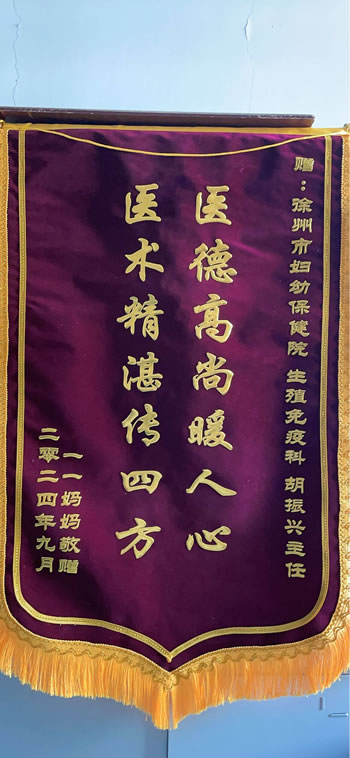 赠：徐州市妇幼保健院 生殖免疫科 胡振兴主任
医德高尚暖人心
医术精湛传四方
一一妈妈敬赠
二零二四年九月